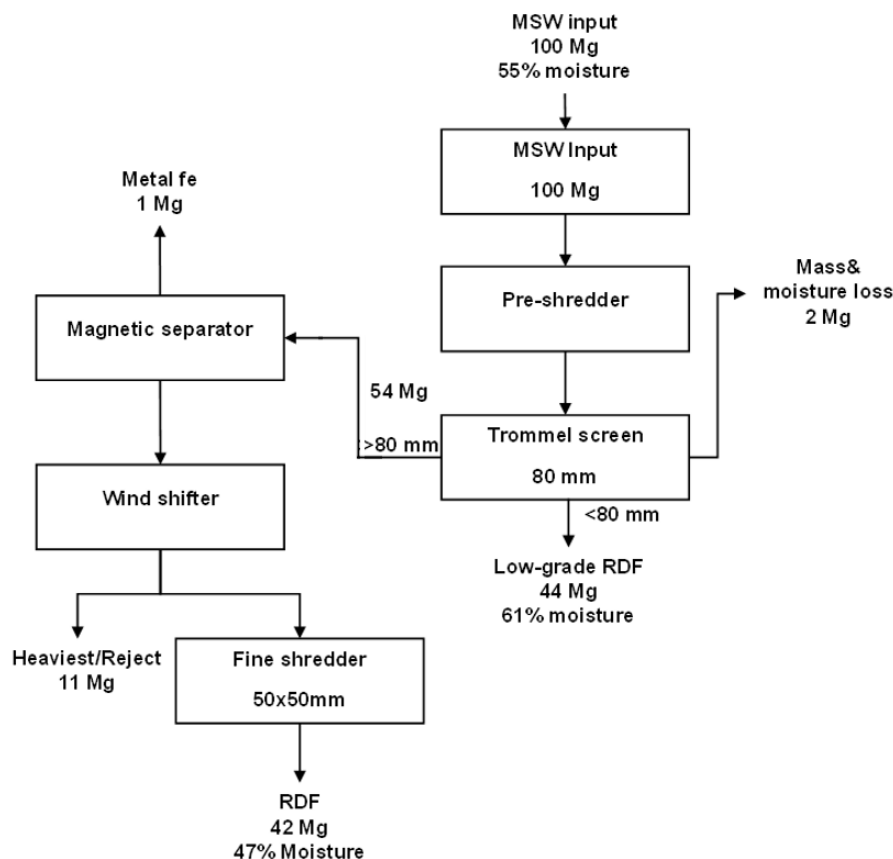 MSW input
100 Mg
55% moisture
MSW Input
100 Mg
Metal fe
1 Mg
Pre-shredder
Mass&
moisture loss
2 Mg
Magnetic separator
54 Mg
>80 mm
Trommel screen
80 mm
<80 mm
Wind shifter
Low-grade RDF
44 Mg
61% moisture
Heaviest/Reject
11 Mg
Fine shredder
50x50mm
RDF
42 Mg
47% Moisture